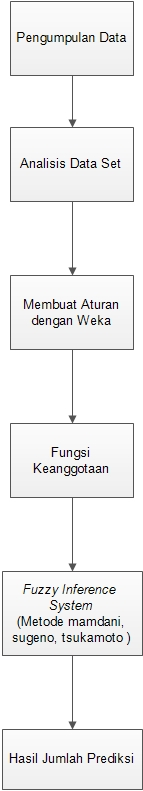 Pengumpulan Data
Analisis Data Set
Membuat Aturan
dengan Weka
Fungsi
Keanggotaan
Fuzzy Inference
System
(Metode mamdani,
sugeno, tsukamoto )
Hasil Jumlah Prediksi